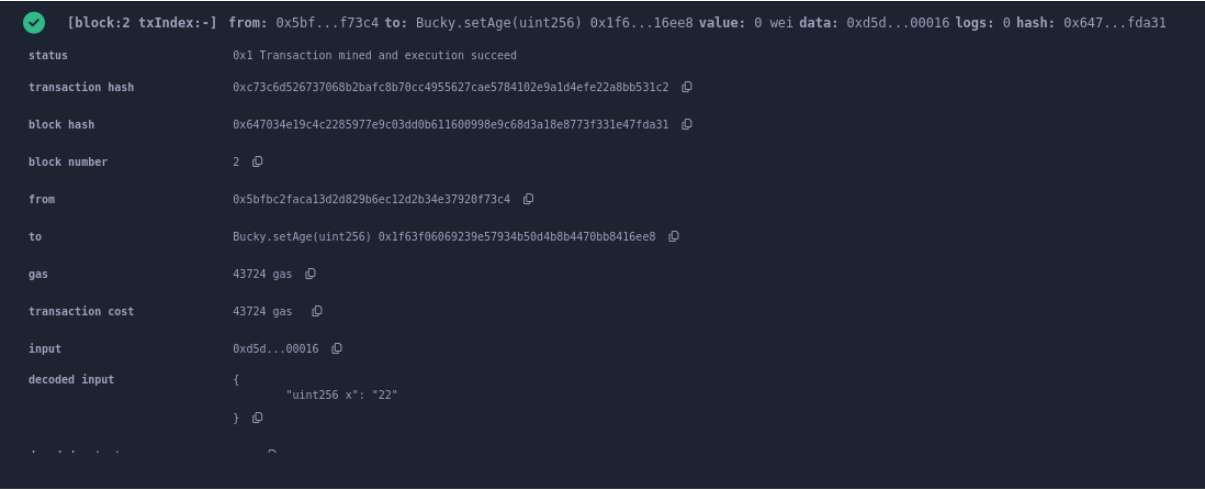 [block:2 txIndex:-] from: 0x5bf...f73c4 to: Bucky.setAge(uint256) 0x1f6...16ee8 value: 0 wei data: 0xd5d...00016 logs: 0 hash: 0x647...fda31
status 0x1 Transaction mined and execution succeed
transaction hash 0xc73c6d526737068b2bafc8b70cc4955627cae5784102e9a1d4efe22a8bb531c2
block hash 0x647034e19c4c2285977e9c03dd0b611600998e9c68d3a18e8773f331e47fda31
block number 2
from 0x5bfbc2faca13d2d829b6ec12d2b34e37920f73c4
to Bucky.setAge(uint256) 0x1f63f06069239e57934b50d4b8b4470bb8416ee8
gas 43724 gas
transaction cost 43724 gas
input 0xd5d...00016
decoded input {
"uint256 x": "22"
}